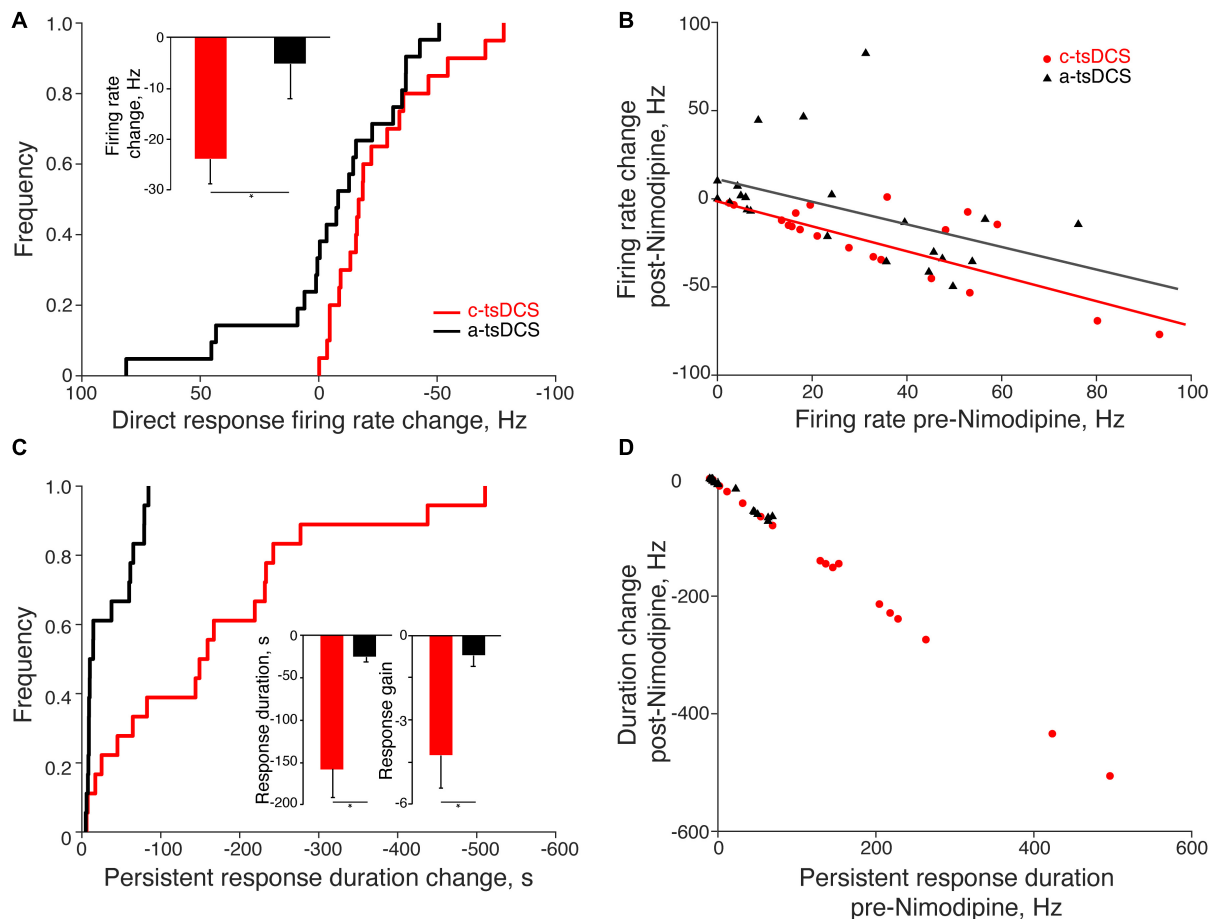 A
1.0
0.8
0.6
0.4
0.2
0
Frequency
100
50
0
-50
-100
Direct response firing rate change, Hz
0
-10
-20
-30
Firing rate
change, Hz
*
c-tsDCS
a-tsDCS
B
100
50
0
-50
-100
Firing rate change
post-Nimodipine, Hz
0
20
40
60
80
100
Firing rate pre-Nimodipine, Hz
c-tsDCS
a-tsDCS
C
1.0
0.8
0.6
0.4
0.2
0
Frequency
0
-100
-200
-300
-400
-500
-600
Persistent response duration change, s
0
-50
-100
-150
-200
Response duration, s
*
0
-3
-6
Response gain
*
D
0
-200
-400
-600
Duration change
post-Nimodipine, Hz
0
200
400
600
Persistent response duration
pre-Nimodipine, Hz